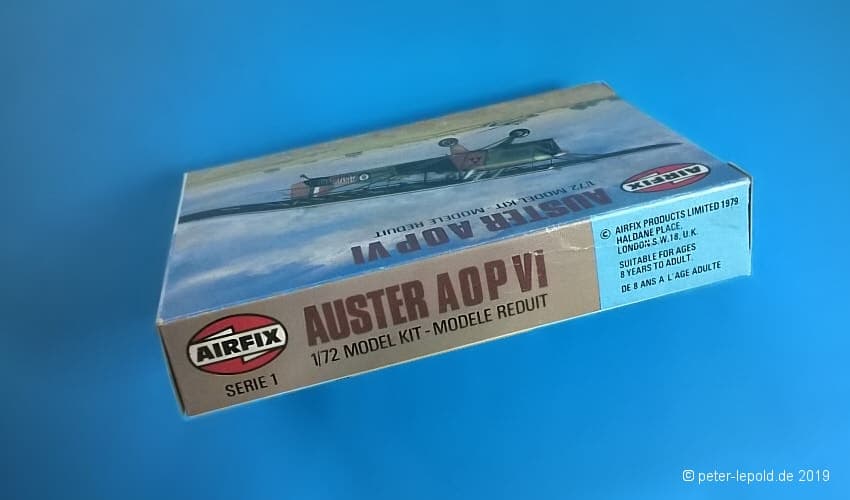 AIRFIX
1/72 MODEL KIT - MODELE REDUIT
AUSTER AOP VI
AIRFIX
SERIE 1
AUSTER AOP VI
1/72 MODEL KIT - MODELE REDUIT
© AIRFIX PRODUCTS LIMITED 1979
HALDANE PLACE,
LONDON S.W.18, U.K.
SUITABLE FOR AGES
8 YEARS TO ADULT.
DE 8 ANS A L'AGE ADULTE
© peter-lepold.de 2019